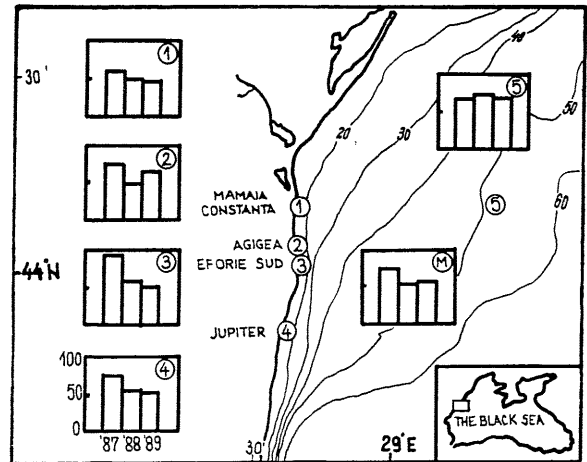 30'
1
2
3
4
100
50
0
'87 '88 '89
MAMAJA
CONSTANTA
1
AGIGEA 2
EFORIE SUD 3
44°N
JUPITER 4
20
30
40
50
60
5
5
M
THE BLACK SEA
30'
29°E